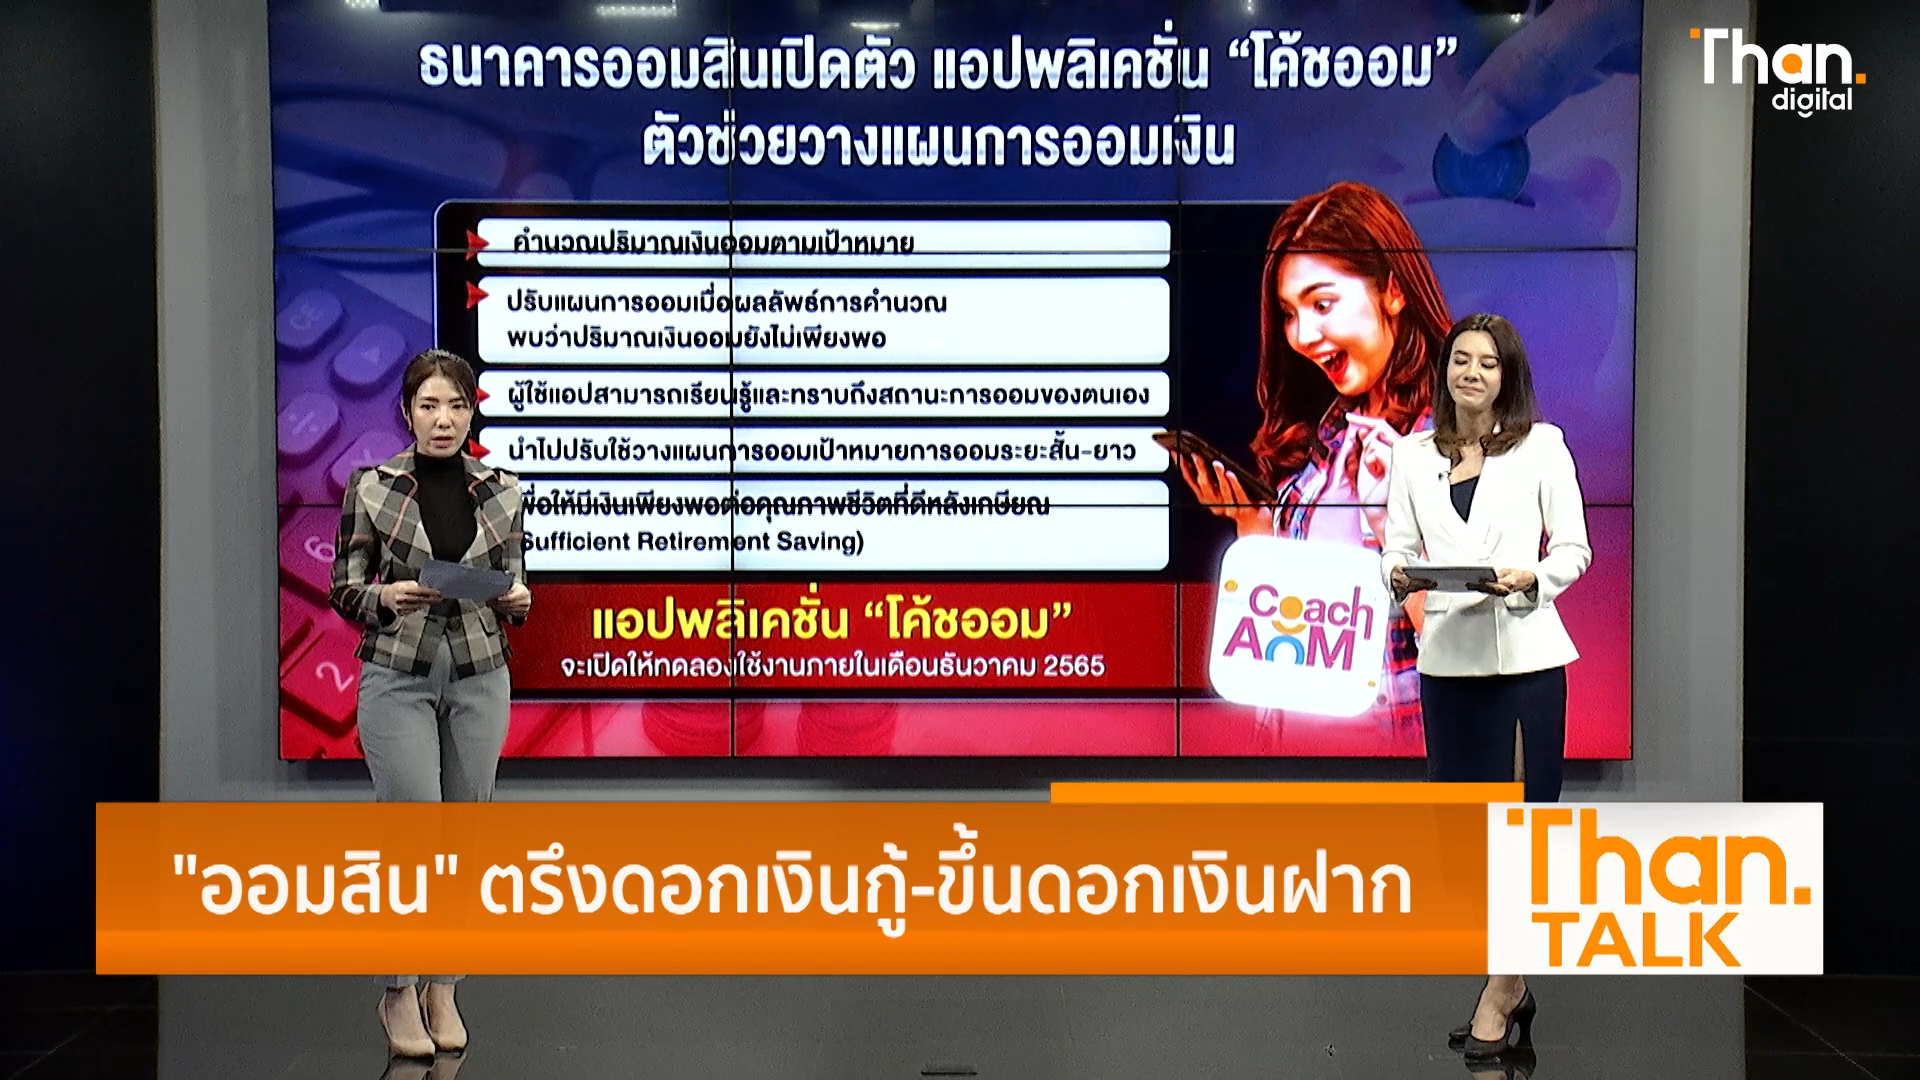 ธนาคารออมสินเปิดตัว แอปพลิเคชั่น “โค้ชออม”
ตัวช่วยวางแผนการออมเงิน
Than.
digital
คำนวณปริมาณเงินออมตามเป้าหมาย
ปรับแผนการออมเมื่อผลลัพธ์การคำนวณ
พบว่าปริมาณเงินออมยังไม่เพียงพอ
ผู้ใช้แอปสามารถเรียนรู้และทราบถึงสถานะการออมของตนเอง
นำไปปรับใช้วางแผนการออมเป้าหมายการออมระยะสั้น-ยาว
เพื่อให้มีเงินเพียงพอต่อคุณภาพชีวิตที่ดีหลังเกษียณ
(Sufficient Retirement Saving)
แอปพลิเคชั่น “โค้ชออม”
จะเปิดให้ทดลองใช้งานภายในเดือนธันวาคม 2565
Coach
AOM
"ออมสิน" ตรึงดอกเงินกู้-ขึ้นดอกเงินฝาก
Than.
TALK